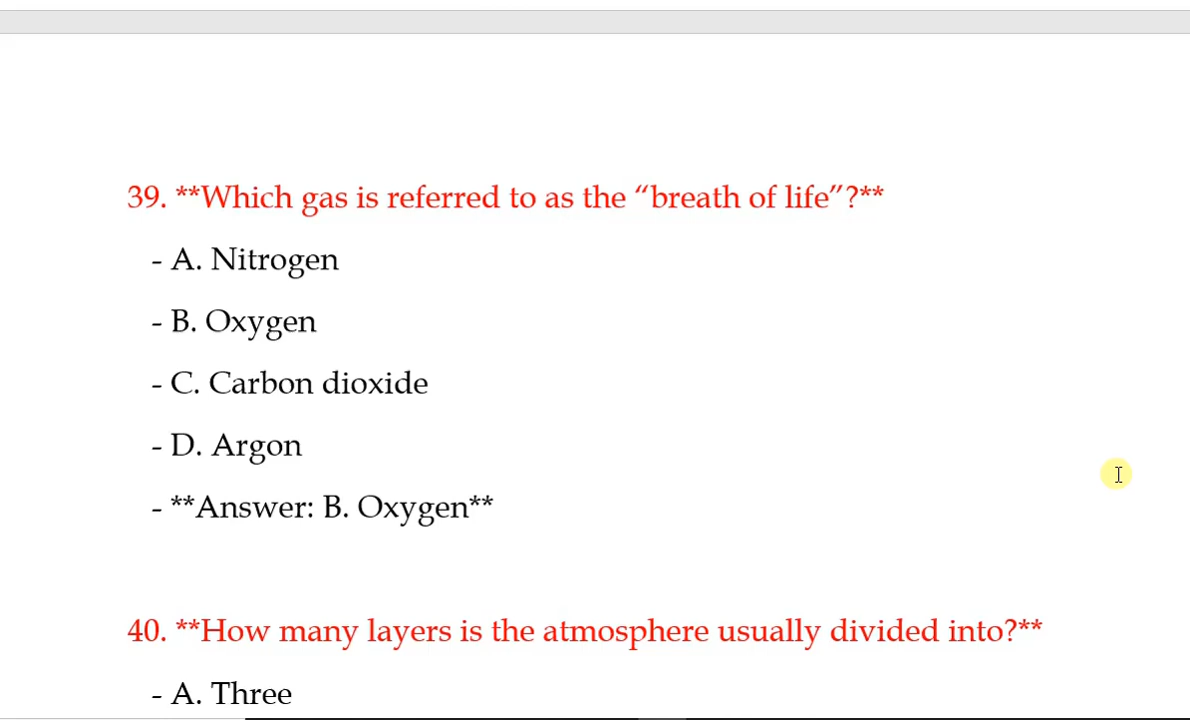 39. **Which gas is referred to as the “breath of life”?**
- A. Nitrogen
- B. Oxygen
- C. Carbon dioxide
- D. Argon
- **Answer: B. Oxygen**
40. **How many layers is the atmosphere usually divided into?**
- A. Three